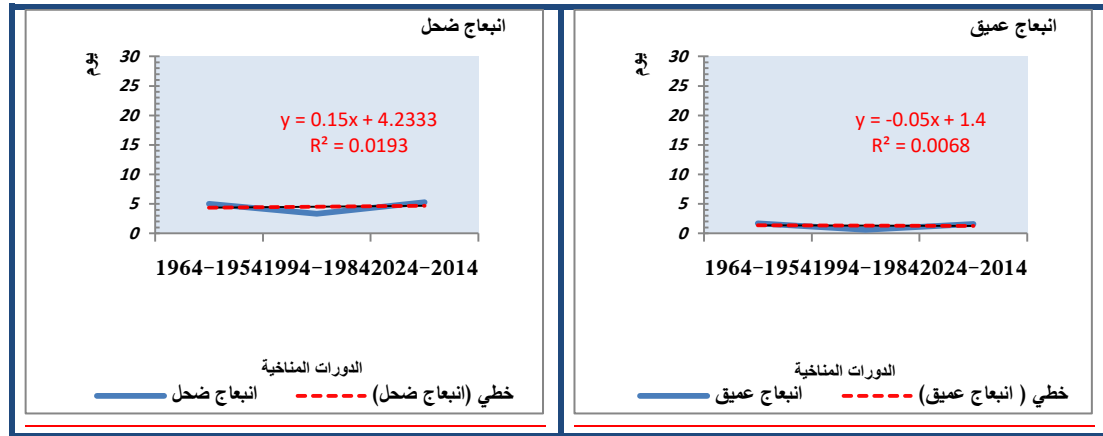 انبعاج عميق
يوم
30
25
20
15
10
5
0
y = -0.05x + 1.4
R² = 0.0068
1964-1954 1994-1984 2024-2014
الدورات المناخية
انبعاج عميق
خطي ( انبعاج عميق)
انبعاج ضحل
يوم
30
25
20
15
10
5
0
y = 0.15x + 4.2333
R² = 0.0193
1964-1954 1994-1984 2024-2014
الدورات المناخية
انبعاج ضحل
خطي (انبعاج ضحل)